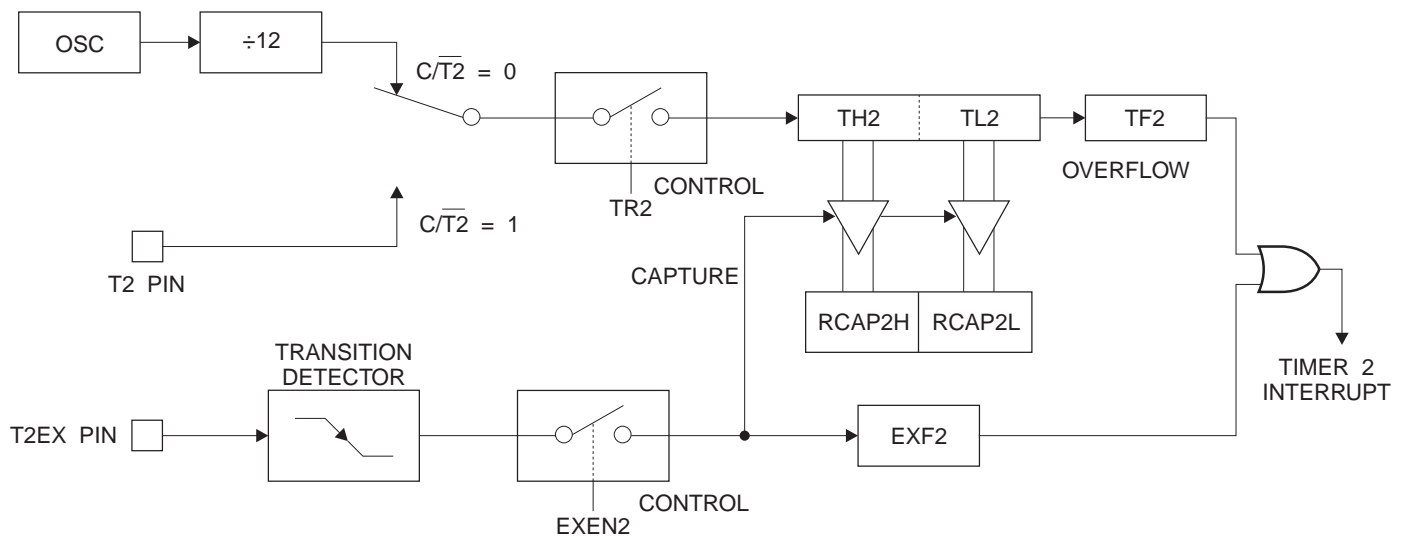 OSC
÷12
C/T2̅ = 0
TH2
TL2
TF2
OVERFLOW
CONTROL
TR2
C/T2̅ = 1
T2 PIN
CAPTURE
RCAP2H
RCAP2L
TRANSITION
DETECTOR
TIMER 2
INTERRUPT
T2EX PIN
EXF2
CONTROL
EXEN2